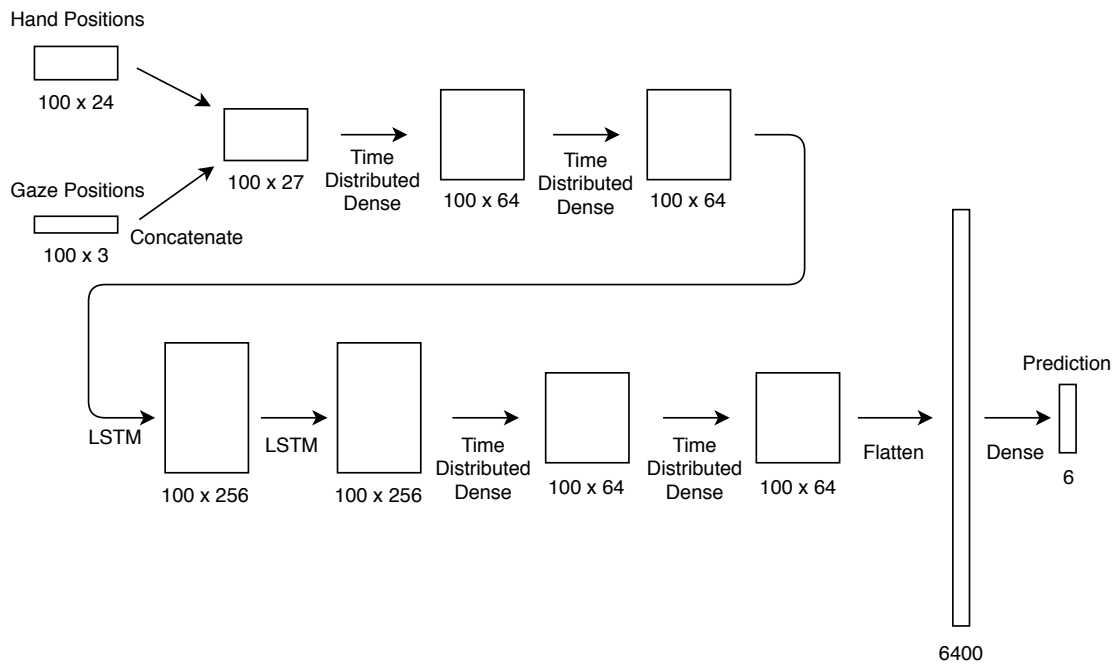 Hand Positions
100 x 24
Gaze Positions
100 x 3
Concatenate
100 x 27
Time
Distributed
Dense
100 x 64
Time
Distributed
Dense
100 x 64
LSTM
100 x 256
LSTM
100 x 256
Time
Distributed
Dense
100 x 64
Time
Distributed
Dense
100 x 64
Flatten
6400
Dense
Prediction
6